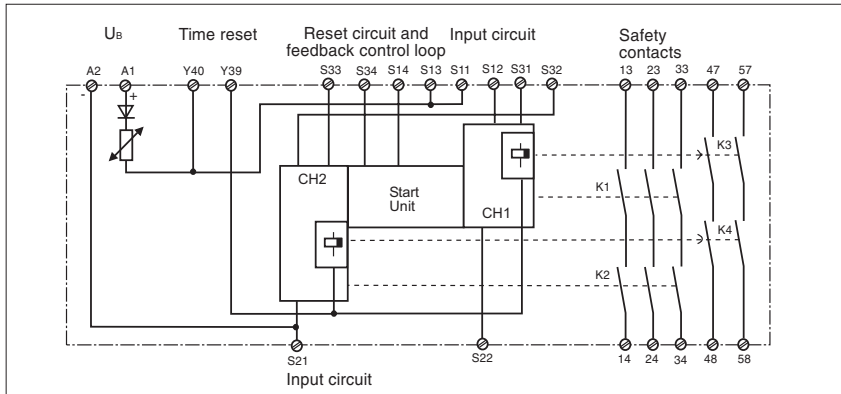 UB
Time reset
Reset circuit and
feedback control loop
Input circuit
Safety
contacts
A2 A1 Y40 Y39 S33 S34 S14 S13 S11 S12 S31 S32 13 23 33 47 57
- +
CH2
K3
K1
Start
Unit
CH1
K4
K2
S21 S22 14 24 34 48 58
Input circuit